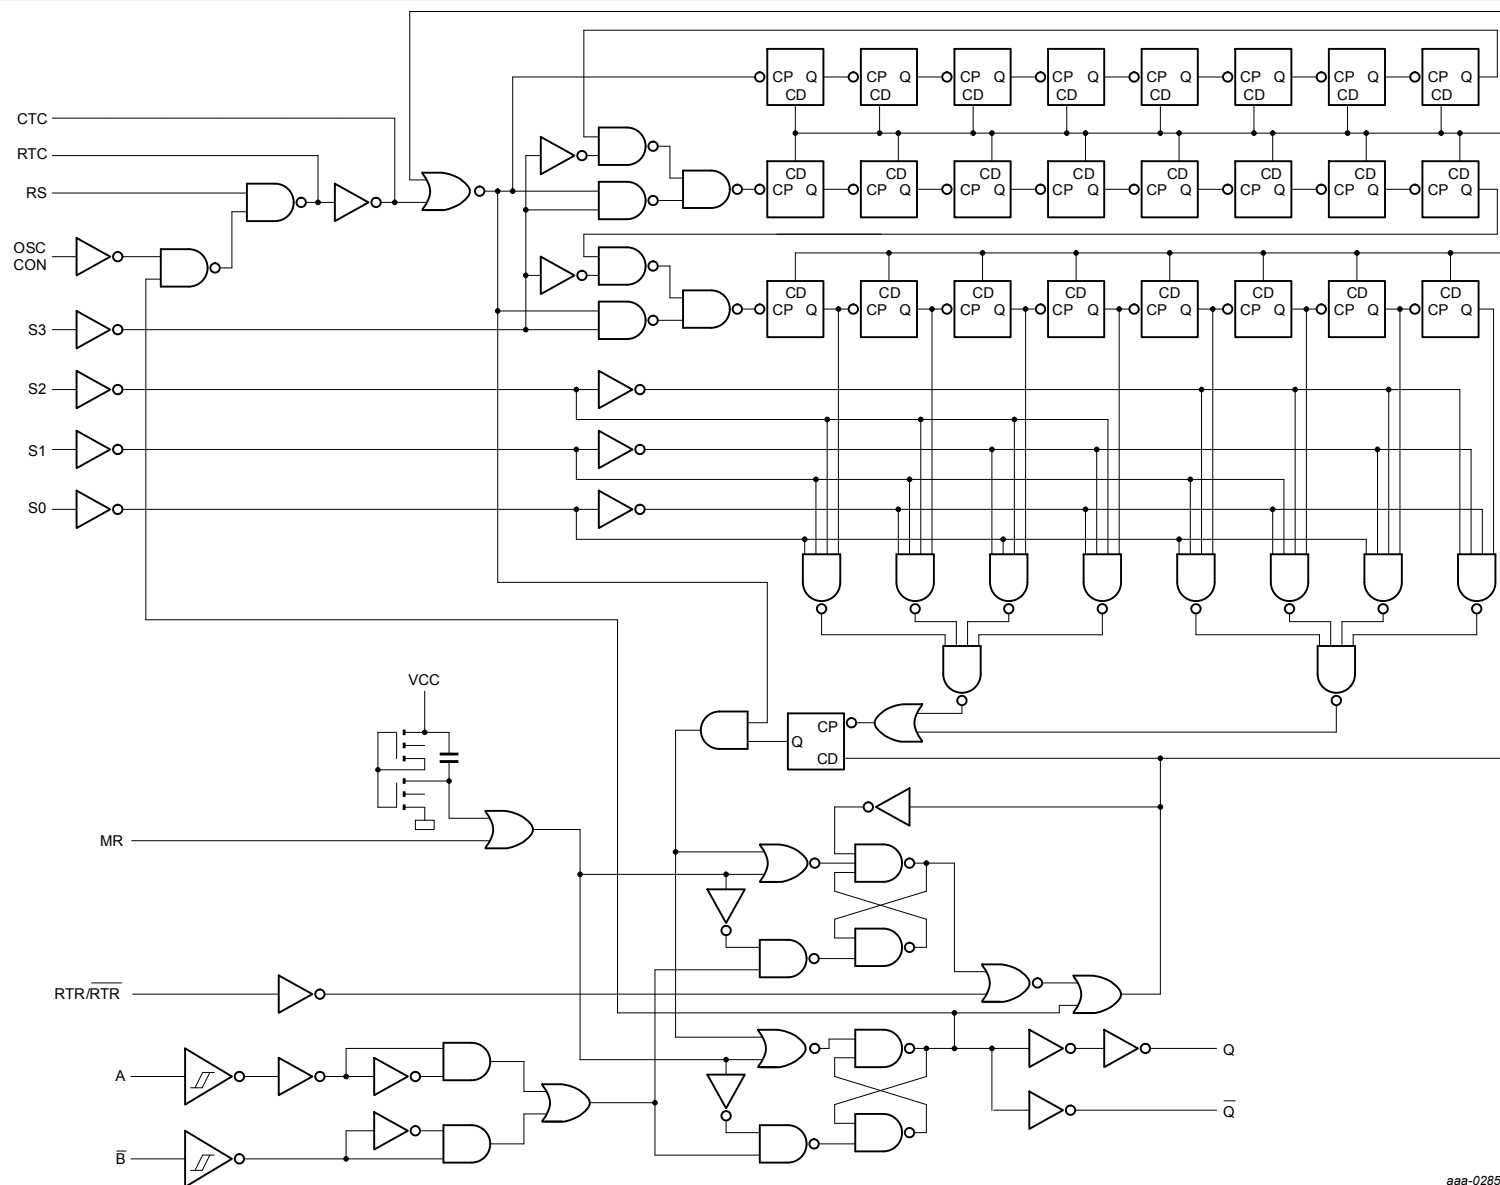 CP Q CP Q CP Q CP Q CP Q CP Q CP Q CP Q
CD CD CD CD CD CD CD CD
CTC
RTC
CD CD CD CD CD CD CD CD
CP Q CP Q CP Q CP Q CP Q CP Q CP Q CP Q
RS
OSC
CON
CD CD CD CD CD CD CD CD
CP Q CP Q CP Q CP Q CP Q CP Q CP Q CP Q
S3
S2
S1
S0
VCC
CP
Q
CD
MR
RTR/R̅T̅R̅
Q
A
Q̅
B̅
aaa-0285